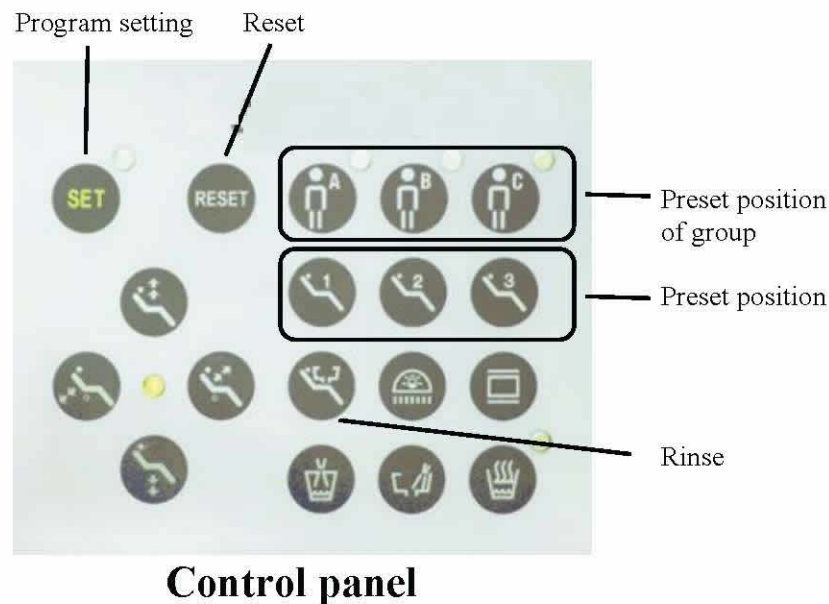 Program setting
Reset
SET
RESET
A
B
C
Preset position
of group
1
2
3
Preset position
Rinse
Control panel